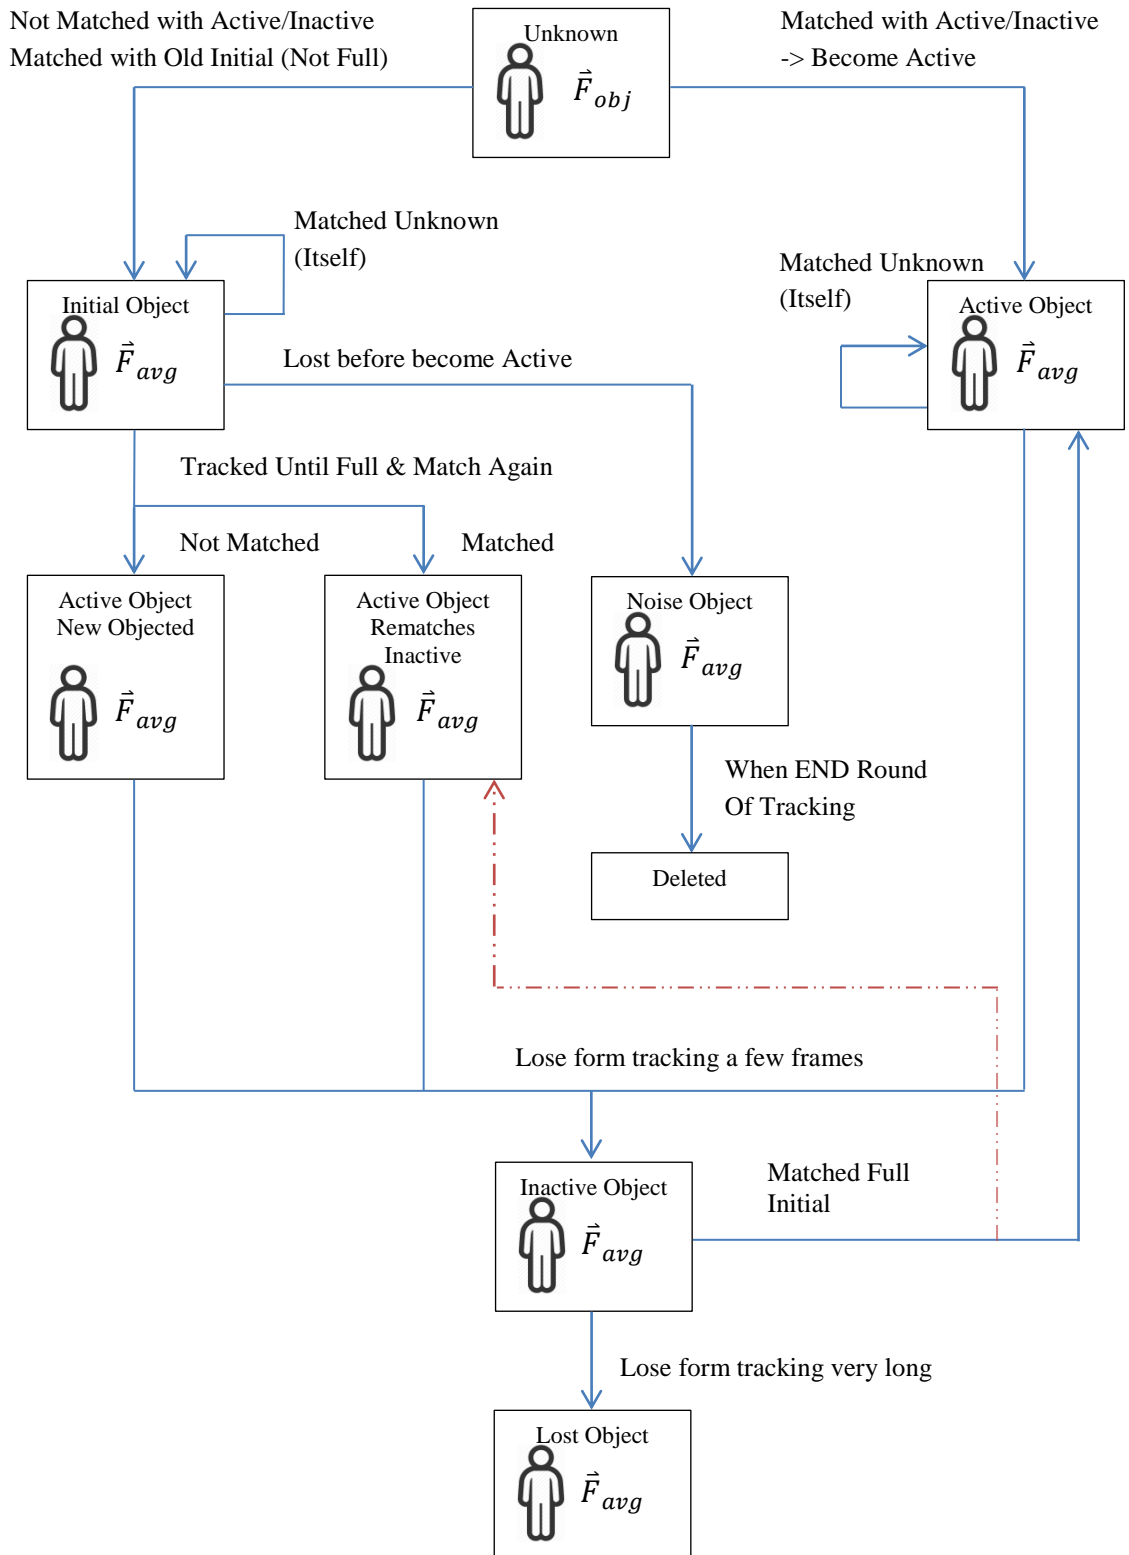 Not Matched with Active/Inactive
Matched with Old Initial (Not Full)
Unknown
F⃗obj
Matched with Active/Inactive
-> Become Active
Matched Unknown
(Itself)
Matched Unknown
(Itself)
Initial Object
F⃗avg
Active Object
F⃗avg
Lost before become Active
Tracked Until Full & Match Again
Not Matched
Matched
Active Object
New Objected
F⃗avg
Active Object
Rematches
Inactive
F⃗avg
Noise Object
F⃗avg
When END Round
Of Tracking
Deleted
Lose form tracking a few frames
Inactive Object
F⃗avg
Matched Full
Initial
Lose form tracking very long
Lost Object
F⃗avg